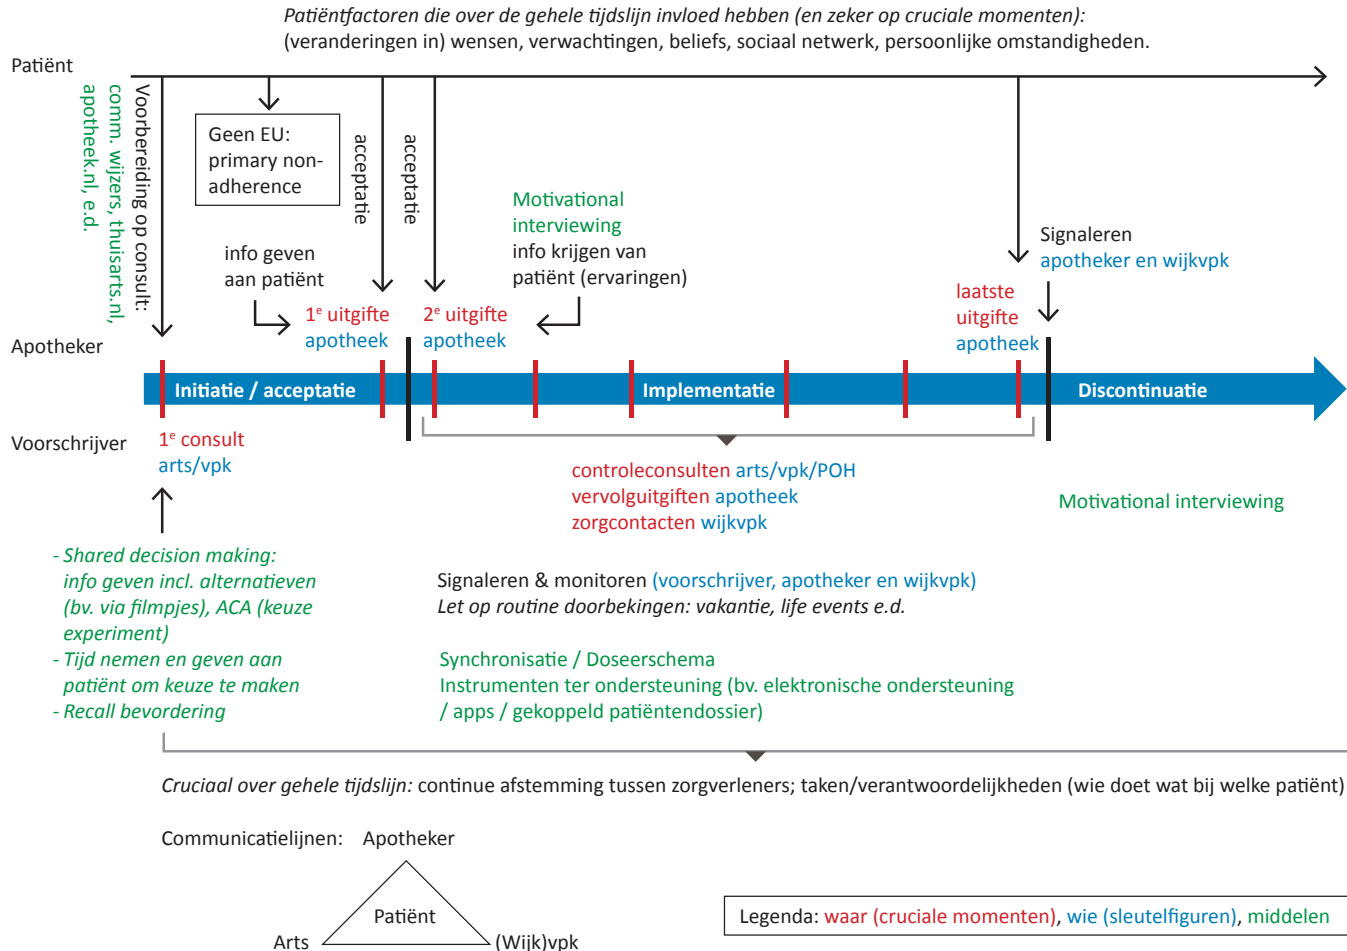 Patiëntfactoren die over de gehele tijdslijn invloed hebben (en zeker op cruciale momenten):
(veranderingen in) wensen, verwachtingen, beliefs, sociaal netwerk, persoonlijke omstandigheden.
Patiënt
Voorbereiding op consult:
comm. wijzers, thuisarts.nl,
apotheek.nl, e.d.
Geen EU:
primary non-
adherence
acceptatie
acceptatie
info geven
aan patiënt
Motivational
interviewing
info krijgen van
patiënt (ervaringen)
Signaleren
apotheker en wijkvpk
1e uitgifte
apotheek
2e uitgifte
apotheek
laatste
uitgifte
apotheek
Apotheker
Initiatie / acceptatie
Implementatie
Discontinuatie
Voorschrijver
1e consult
arts/vpk
controleconsulten arts/vpk/POH
vervolguitgiften apotheek
zorgcontacten wijkvpk
Motivational interviewing
- Shared decision making:
info geven incl. alternatieven
(bv. via filmpjes), ACA (keuze
experiment)
- Tijd nemen en geven aan
patiënt om keuze te maken
- Recall bevordering
Signaleren & monitoren (voorschrijver, apotheker en wijkvpk)
Let op routine doorbekingen: vakantie, life events e.d.
Synchronisatie / Doseerschema
Instrumenten ter ondersteuning (bv. elektronische ondersteuning
/ apps / gekoppeld patiëntendossier)
Cruciaal over gehele tijdslijn: continue afstemming tussen zorgverleners; taken/verantwoordelijkheden (wie doet wat bij welke patiënt)
Communicatielijnen: Apotheker
Patiënt
Arts
(Wijk)vpk
Legenda: waar (cruciale momenten), wie (sleutelfiguren), middelen